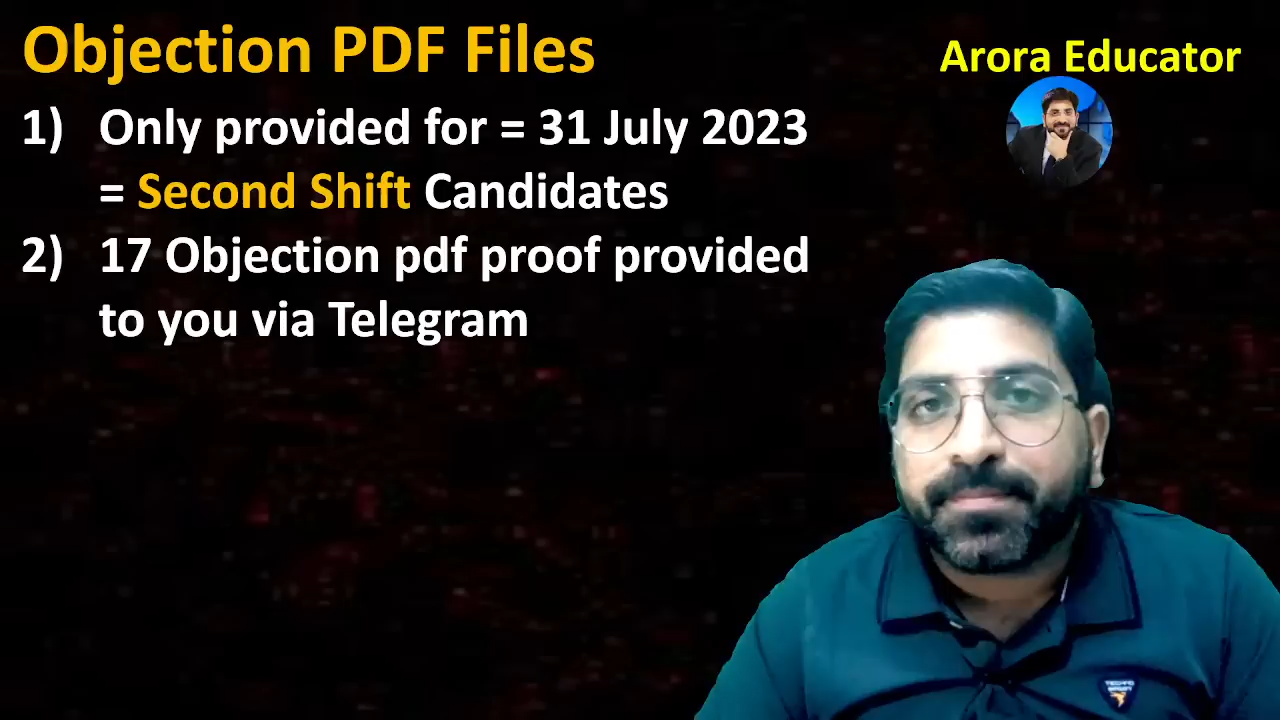 Objection PDF Files
Arora Educator
1) Only provided for = 31 July 2023
= Second Shift Candidates
2) 17 Objection pdf proof provided
to you via Telegram